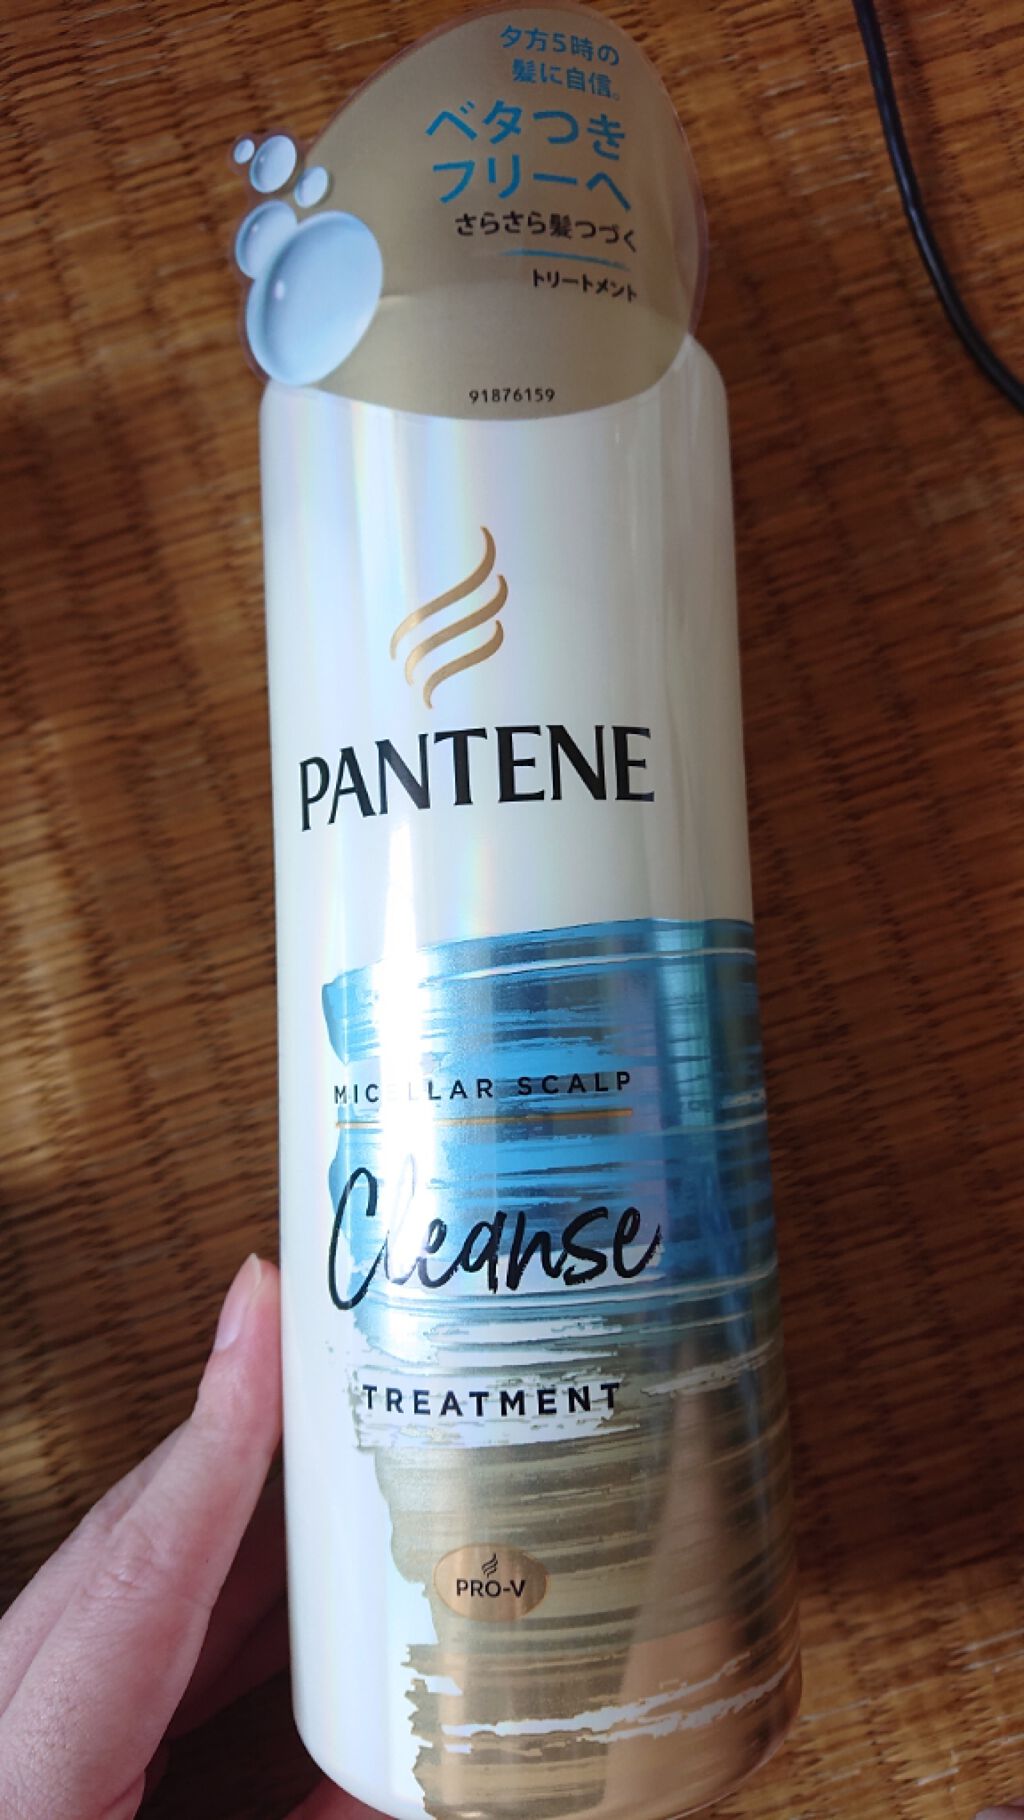 夕方5時の
髪に自信。
ベタつき
フリーへ
さらさら髪つづく
トリートメント
91876159
PANTENE
MICELLAR SCALP
Cleanse
TREATMENT
PRO-V